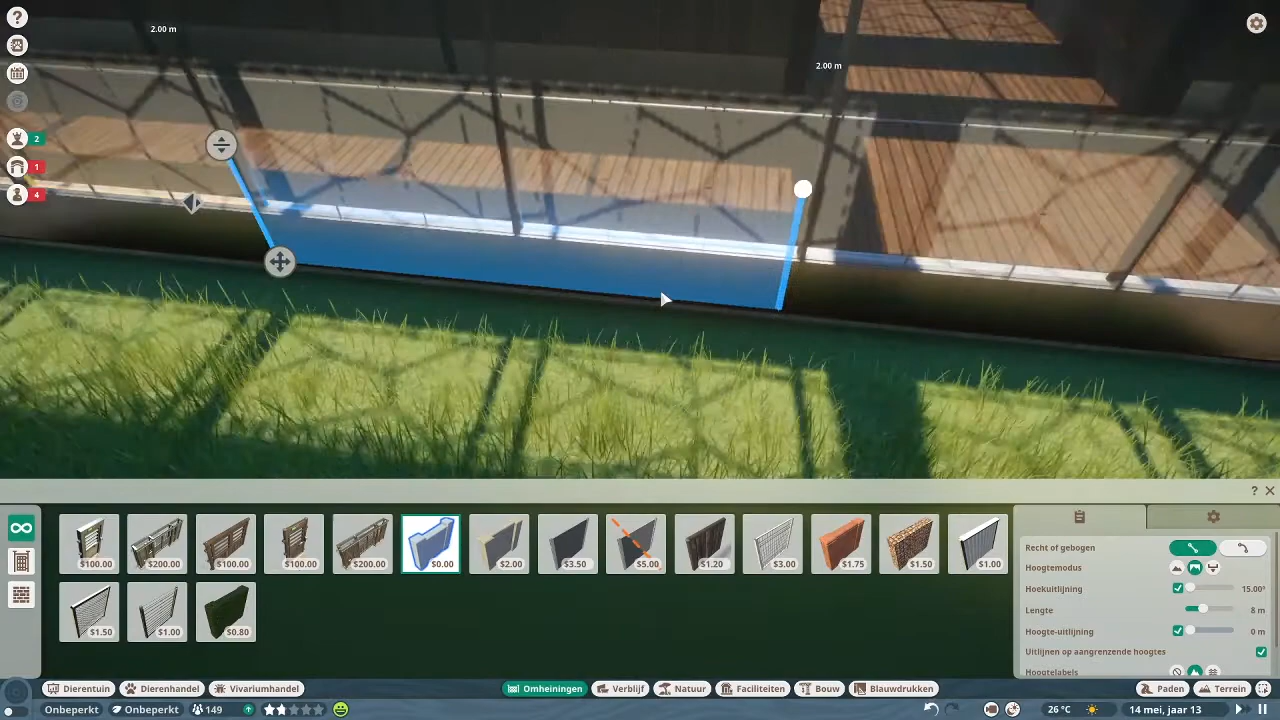 2.00 m
2.00 m
?
2
1
4
? ×
$100.00 $200.00 $100.00 $100.00 $200.00 $0.00 $2.00 $3.50 $5.00 $1.20 $3.00 $1.75 $1.50 $1.00
$1.50 $1.00 $0.80
Recht of gebogen
Hoogtemodus
Hoekuitlijning 15.00°
Lengte 8 m
Hoogte-uitlijning 0 m
Uitlijnen op aangrenzende hoogtes
Hoogtelabels
Dierentuin Dierenhandel Vivariumhandel Omheiningen Verblijf Natuur Faciliteiten Bouw Blauwdrukken Paden Terrein
Onbeperkt Onbeperkt 149 26 °C 14 mei, jaar 13